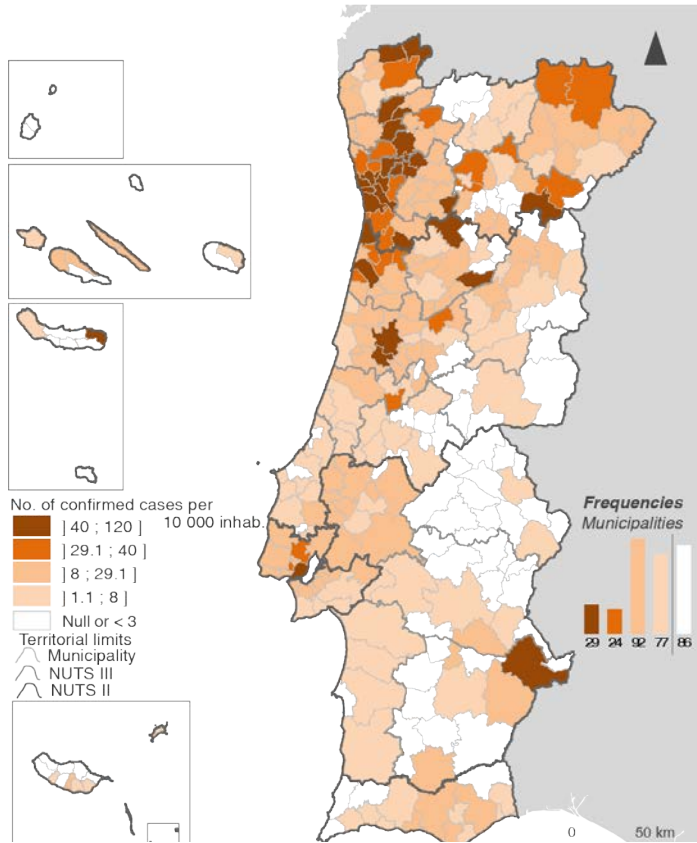 No. of confirmed cases per
10 000 inhab.
] 40 ; 120 ]
] 29.1 ; 40 ]
] 8 ; 29.1 ]
] 1.1 ; 8 ]
Null or < 3
Territorial limits
Municipality
NUTS III
NUTS II
Frequencies
Municipalities
29 24 92 77 86
0 50 km